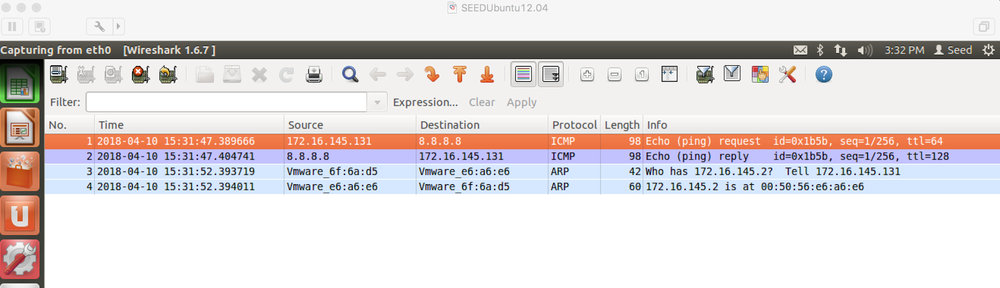 SEEDUbuntu12.04
Capturing from eth0 [Wireshark 1.6.7 ] 3:32 PM Seed
Filter: Expression... Clear Apply
No. Time Source Destination Protocol Length Info
1 2018-04-10 15:31:47.389666 172.16.145.131 8.8.8.8 ICMP 98 Echo (ping) request id=0x1b5b, seq=1/256, ttl=64
2 2018-04-10 15:31:47.404741 8.8.8.8 172.16.145.131 ICMP 98 Echo (ping) reply id=0x1b5b, seq=1/256, ttl=128
3 2018-04-10 15:31:52.393719 Vmware_6f:6a:d5 Vmware_e6:a6:e6 ARP 42 Who has 172.16.145.2? Tell 172.16.145.131
4 2018-04-10 15:31:52.394011 Vmware_e6:a6:e6 Vmware_6f:6a:d5 ARP 60 172.16.145.2 is at 00:50:56:e6:a6:e6